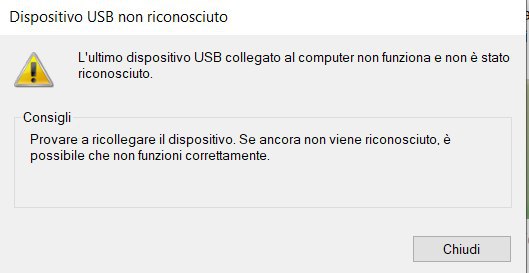 Dispositivo USB non riconosciuto
L'ultimo dispositivo USB collegato al computer non funziona e non è stato
riconosciuto.
Consigli
Provare a ricollegare il dispositivo. Se ancora non viene riconosciuto, è
possibile che non funzioni correttamente.
Chiudi